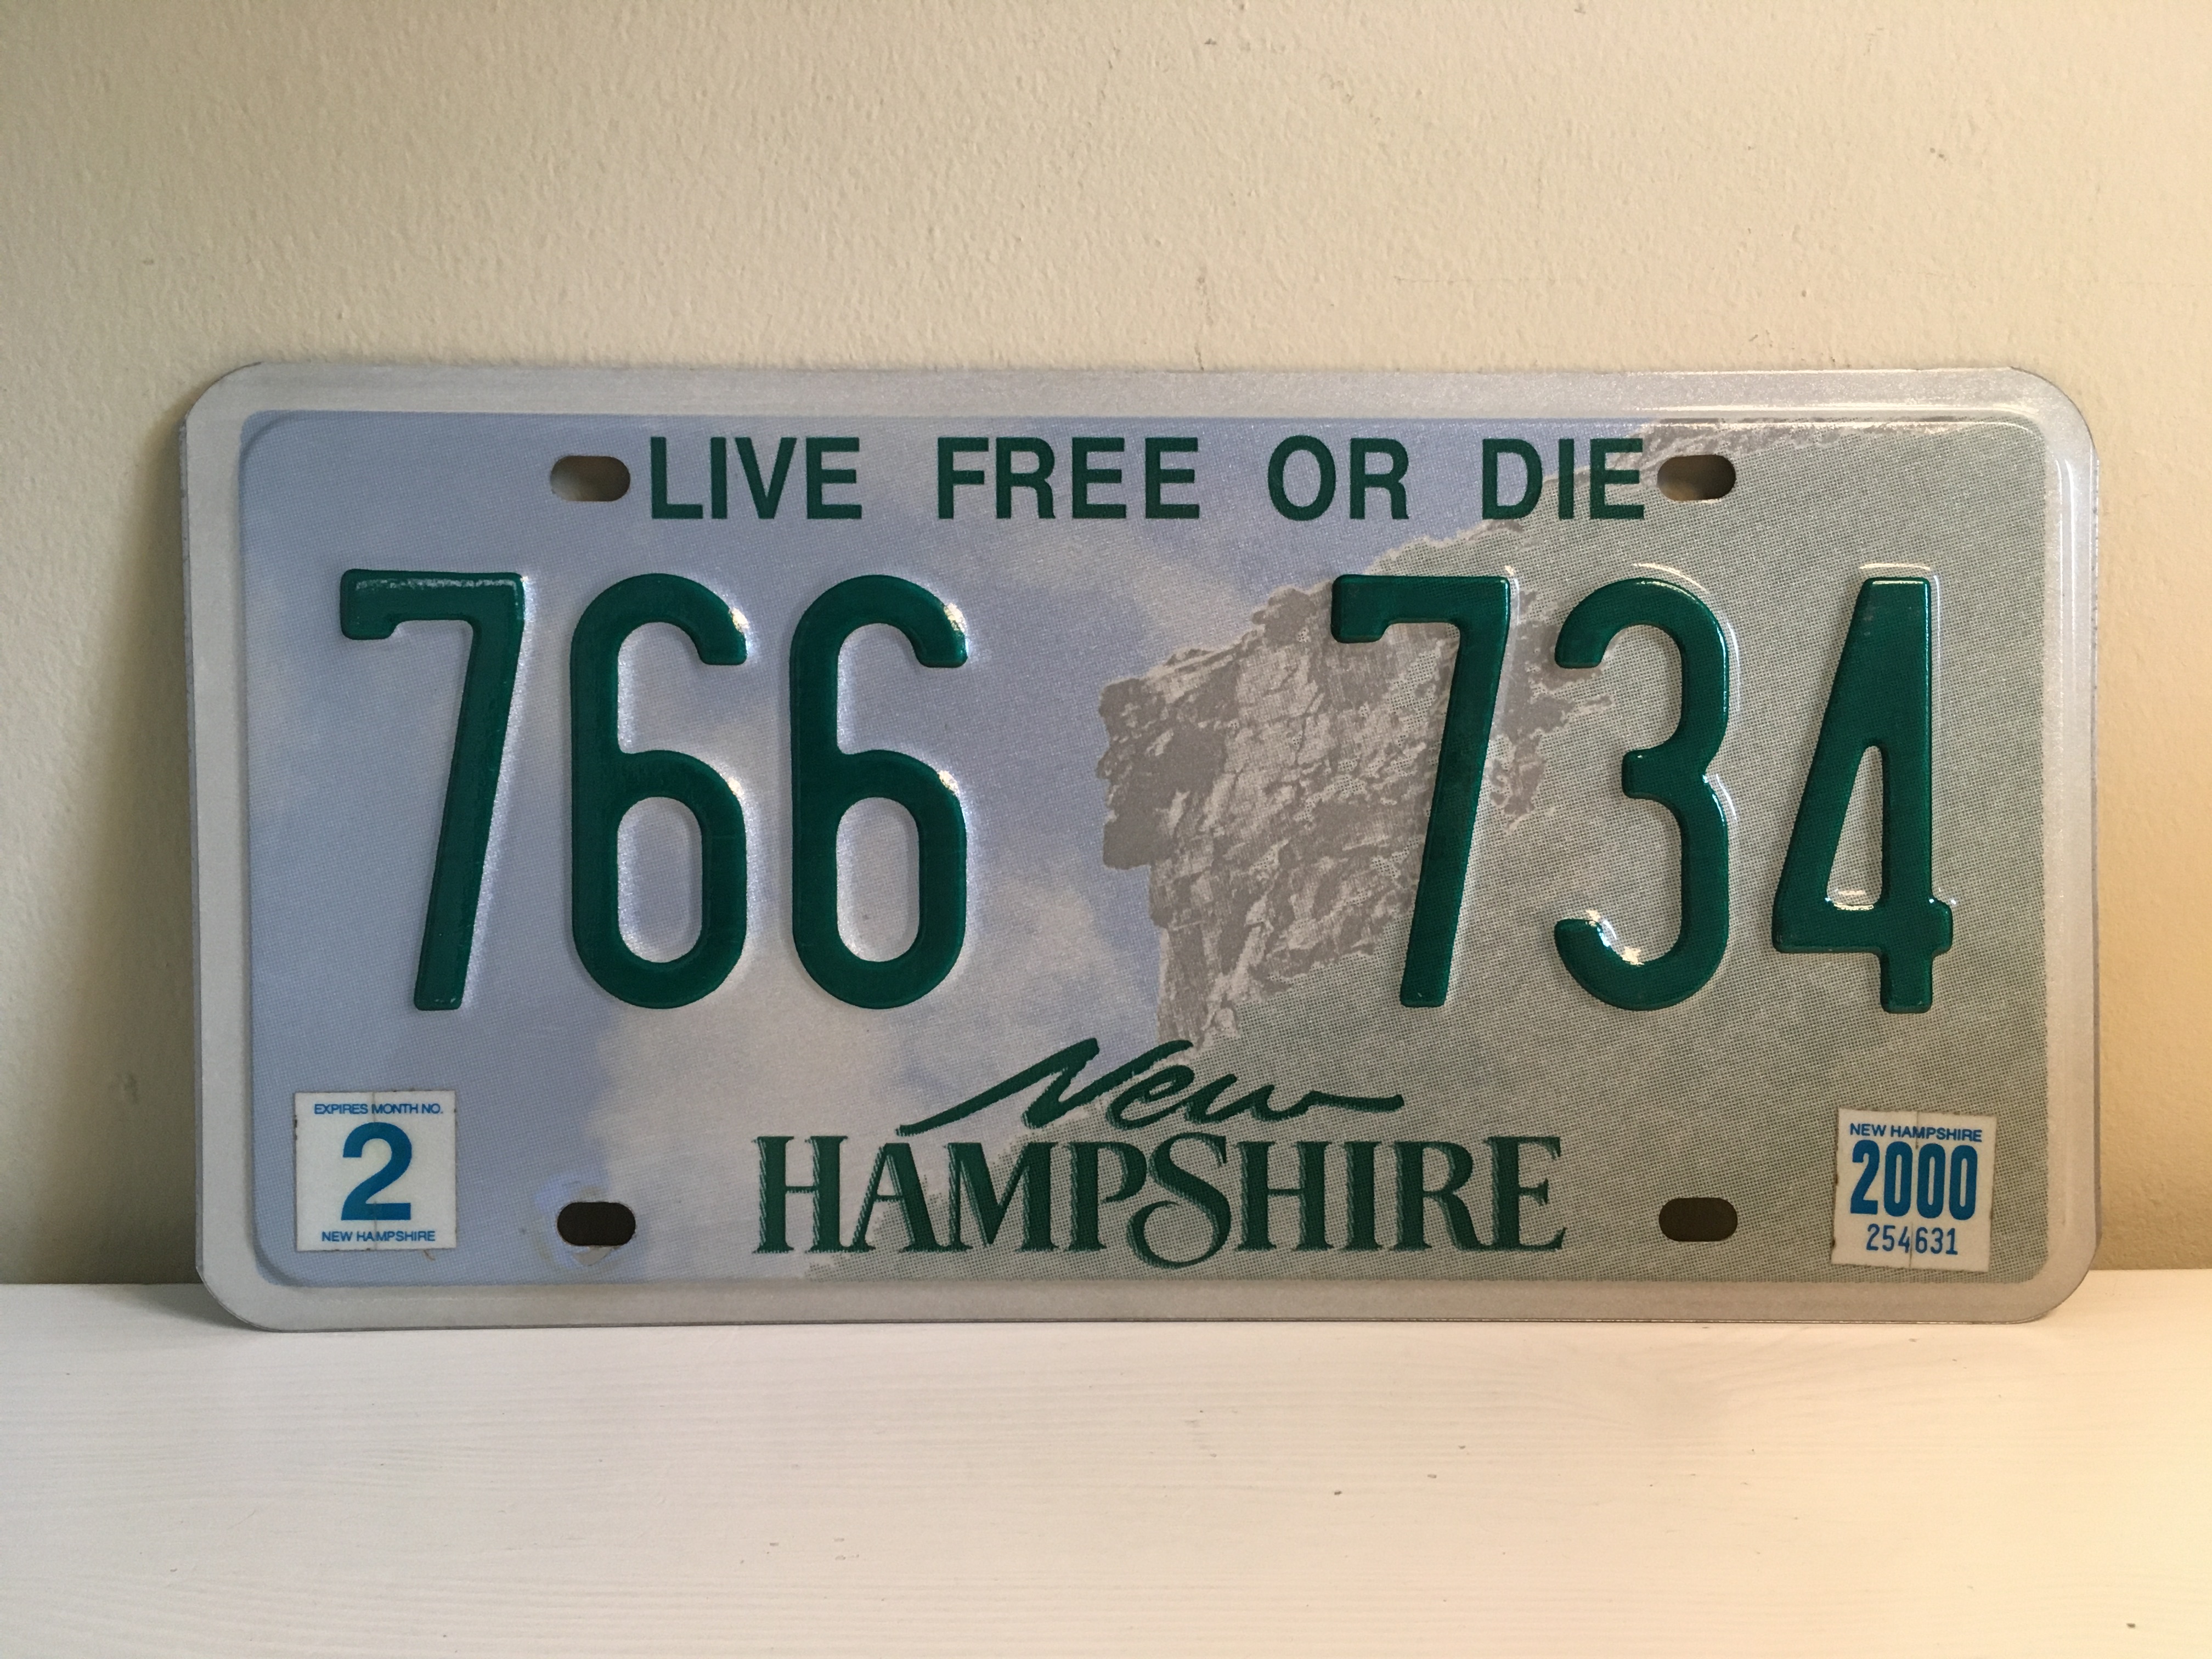 LIVE FREE OR DIE
766 734
New
HAMPSHIRE
EXPIRES MONTH NO.
2
NEW HAMPSHIRE
NEW HAMPSHIRE
2000
254631